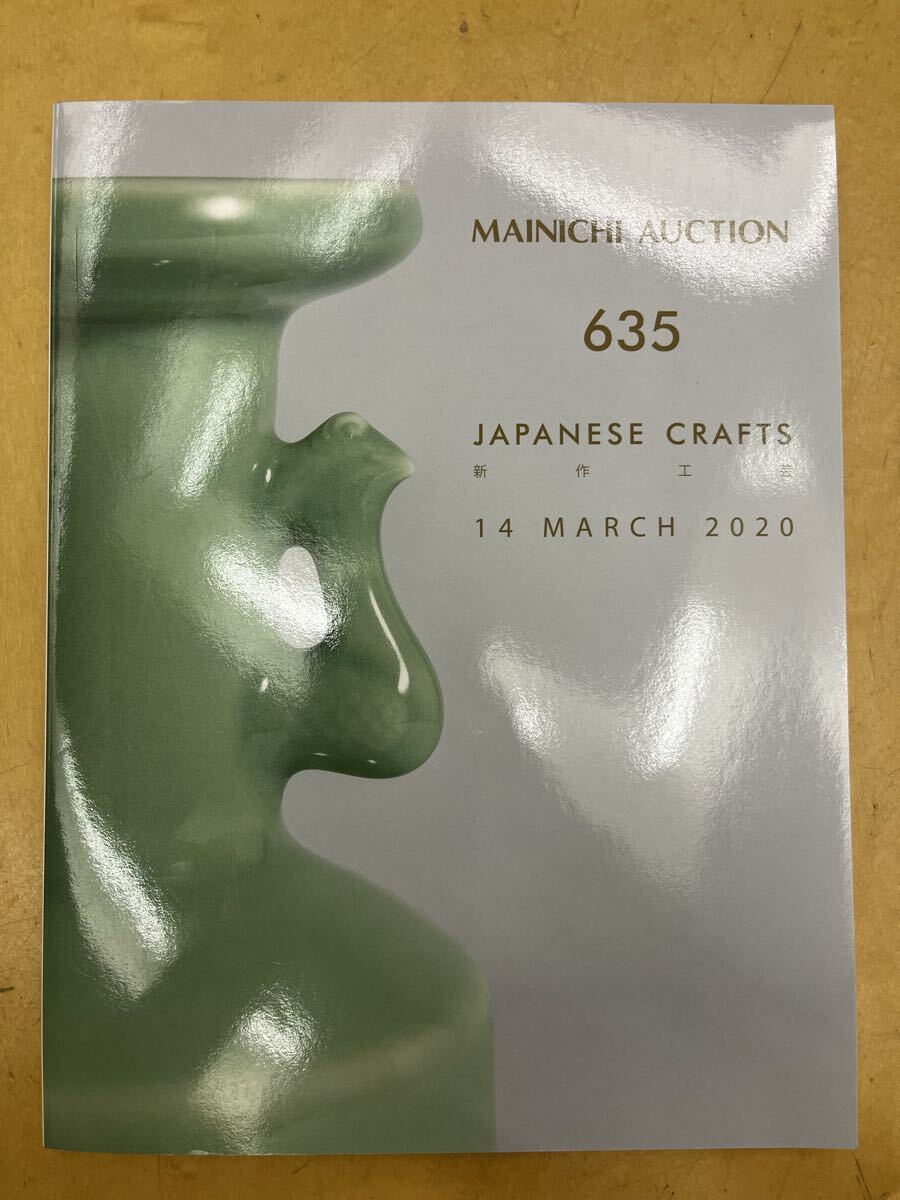 MAINICHI AUCTION
635
JAPANESE CRAFTS
新作工芸
14 MARCH 2020